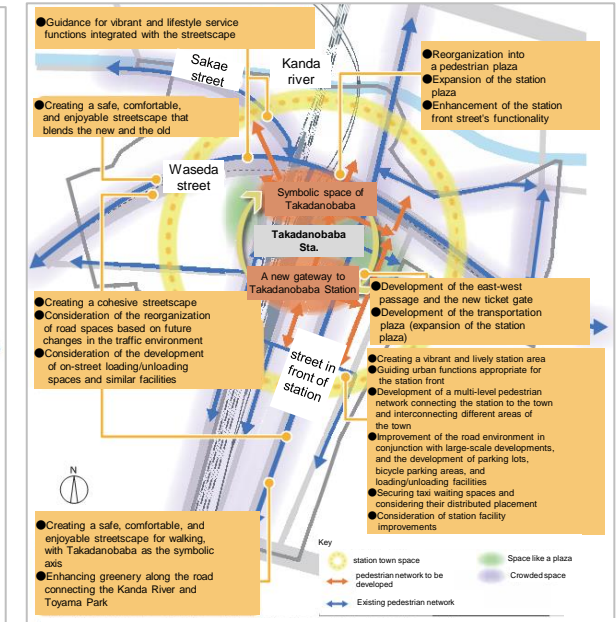 ●Guidance for vibrant and lifestyle service
functions integrated with the streetscape
Sakae
street
Kanda
river
●Reorganization into
a pedestrian plaza
●Expansion of the station
plaza
●Enhancement of the station
front street's functionality
●Creating a safe, comfortable,
and enjoyable streetscape that
blends the new and the old
Waseda
street
Symbolic space of
Takadanobaba
Takadanobaba
Sta.
A new gateway to
Takadanobaba Station
●Development of the east-west
passage and the new ticket gate
●Development of the transportation
plaza (expansion of the station
plaza)
●Creating a cohesive streetscape
●Consideration of the reorganization
of road spaces based on future
changes in the traffic environment
●Consideration of the development
of on-street loading/unloading
spaces and similar facilities
street in
front of
station
●Creating a vibrant and lively station area
●Guiding urban functions appropriate for
the station front
●Development of a multi-level pedestrian
network connecting the station to the town
and interconnecting different areas of
the town
●Improvement of the road environment in
conjunction with large-scale developments,
and the development of parking lots,
bicycle parking areas, and
loading/unloading facilities
●Securing taxi waiting spaces and
considering their distributed placement
●Consideration of station facility
improvements
N
●Creating a safe, comfortable, and
enjoyable streetscape for walking,
with Takadanobaba as the symbolic
axis
●Enhancing greenery along the road
connecting the Kanda River and
Toyama Park
Key
station town space
Space like a plaza
pedestrian network to be
developed
Crowded space
Existing pedestrian network